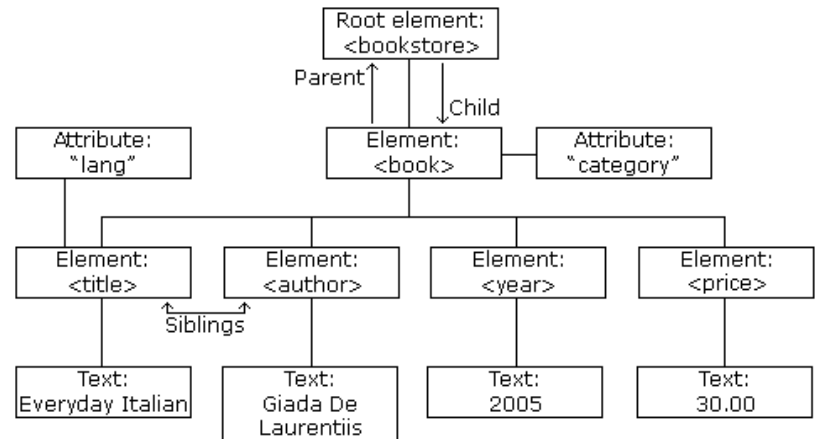 Root element:
<bookstore>
Parent
Child
Attribute:
“lang”
Element:
<book>
Attribute:
“category”
Element:
<title>
Element:
<author>
Element:
<year>
Element:
<price>
Siblings
Text:
Everyday Italian
Text:
Giada De
Laurentiis
Text:
2005
Text:
30.00